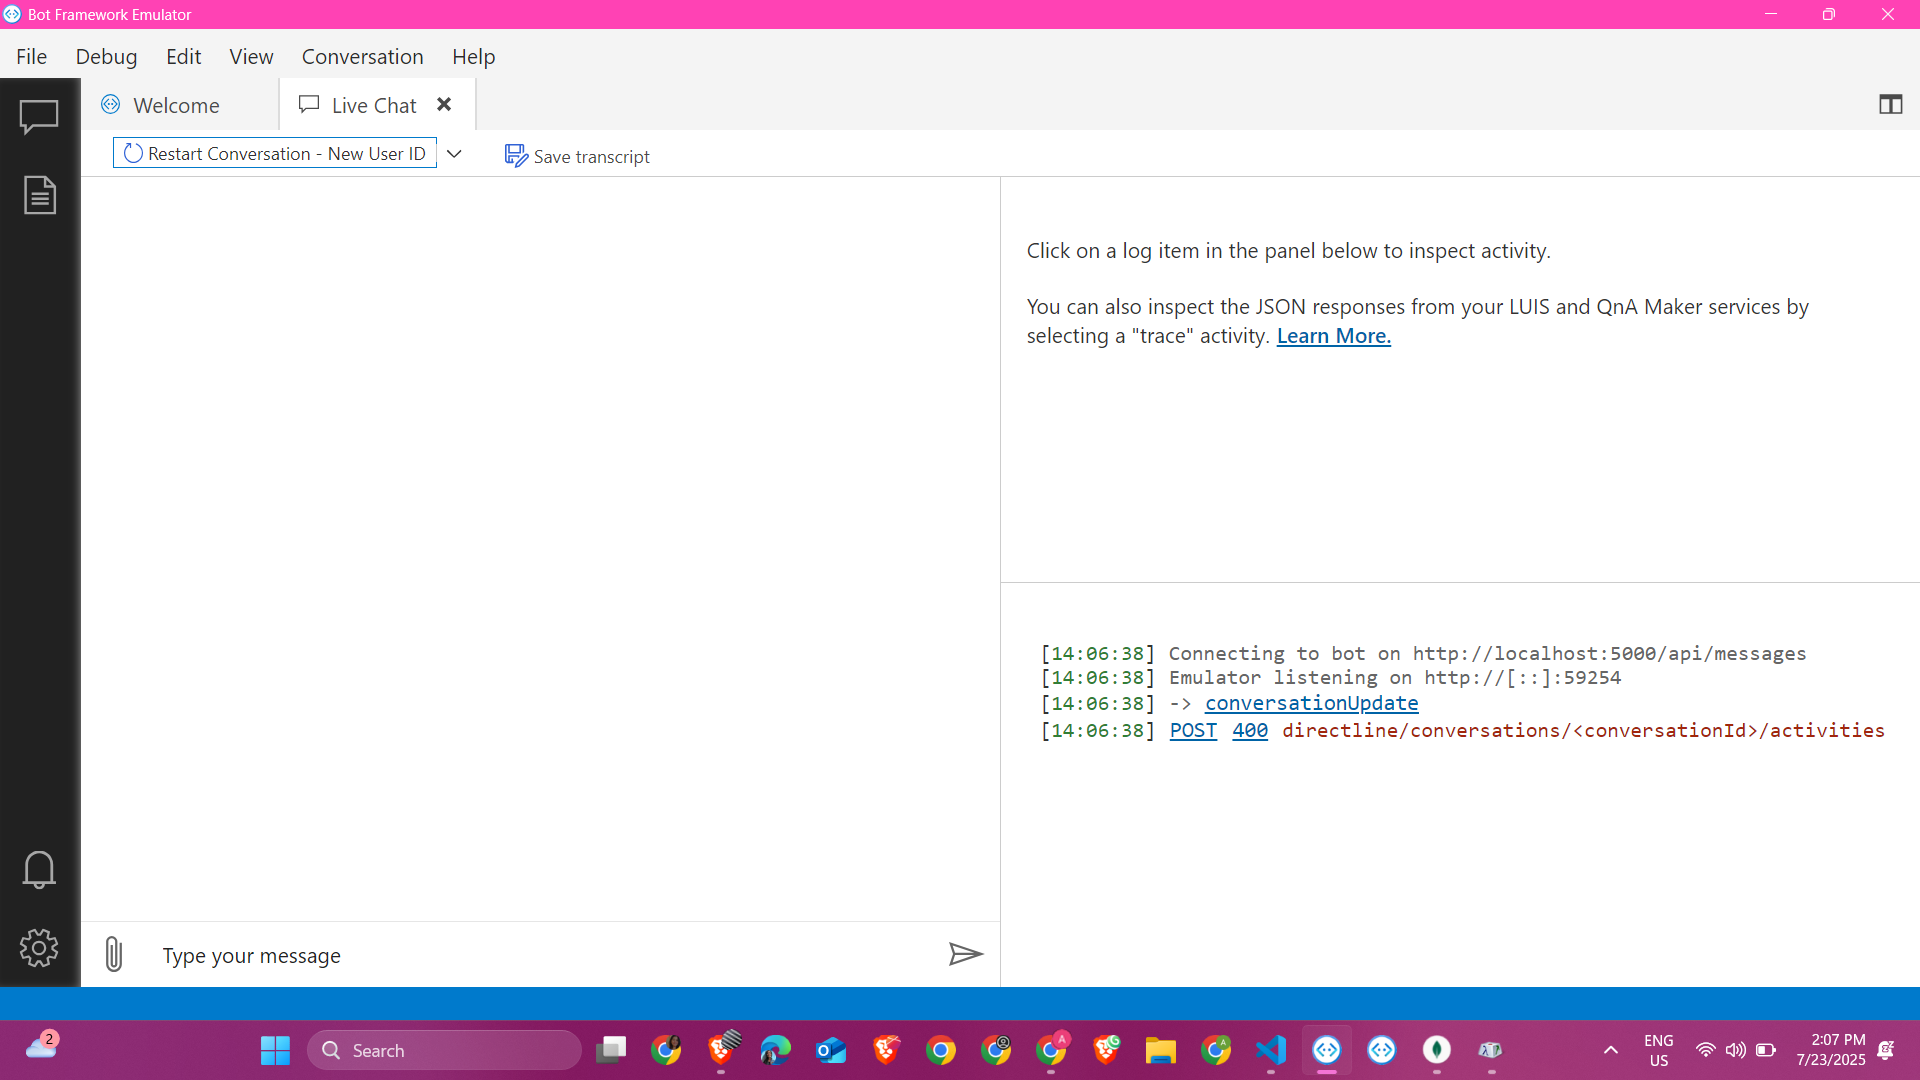 Bot Framework Emulator
File Debug Edit View Conversation Help
Welcome
Live Chat
Restart Conversation - New User ID
Save transcript
Click on a log item in the panel below to inspect activity.
You can also inspect the JSON responses from your LUIS and QnA Maker services by
selecting a "trace" activity. Learn More.
[14:06:38] Connecting to bot on http://localhost:5000/api/messages
[14:06:38] Emulator listening on http://[::]:59254
[14:06:38] -> conversationUpdate
[14:06:38] POST 400 directline/conversations/<conversationId>/activities
Type your message
2
Search
A
G
A
ENG
US
2:07 PM
7/23/2025